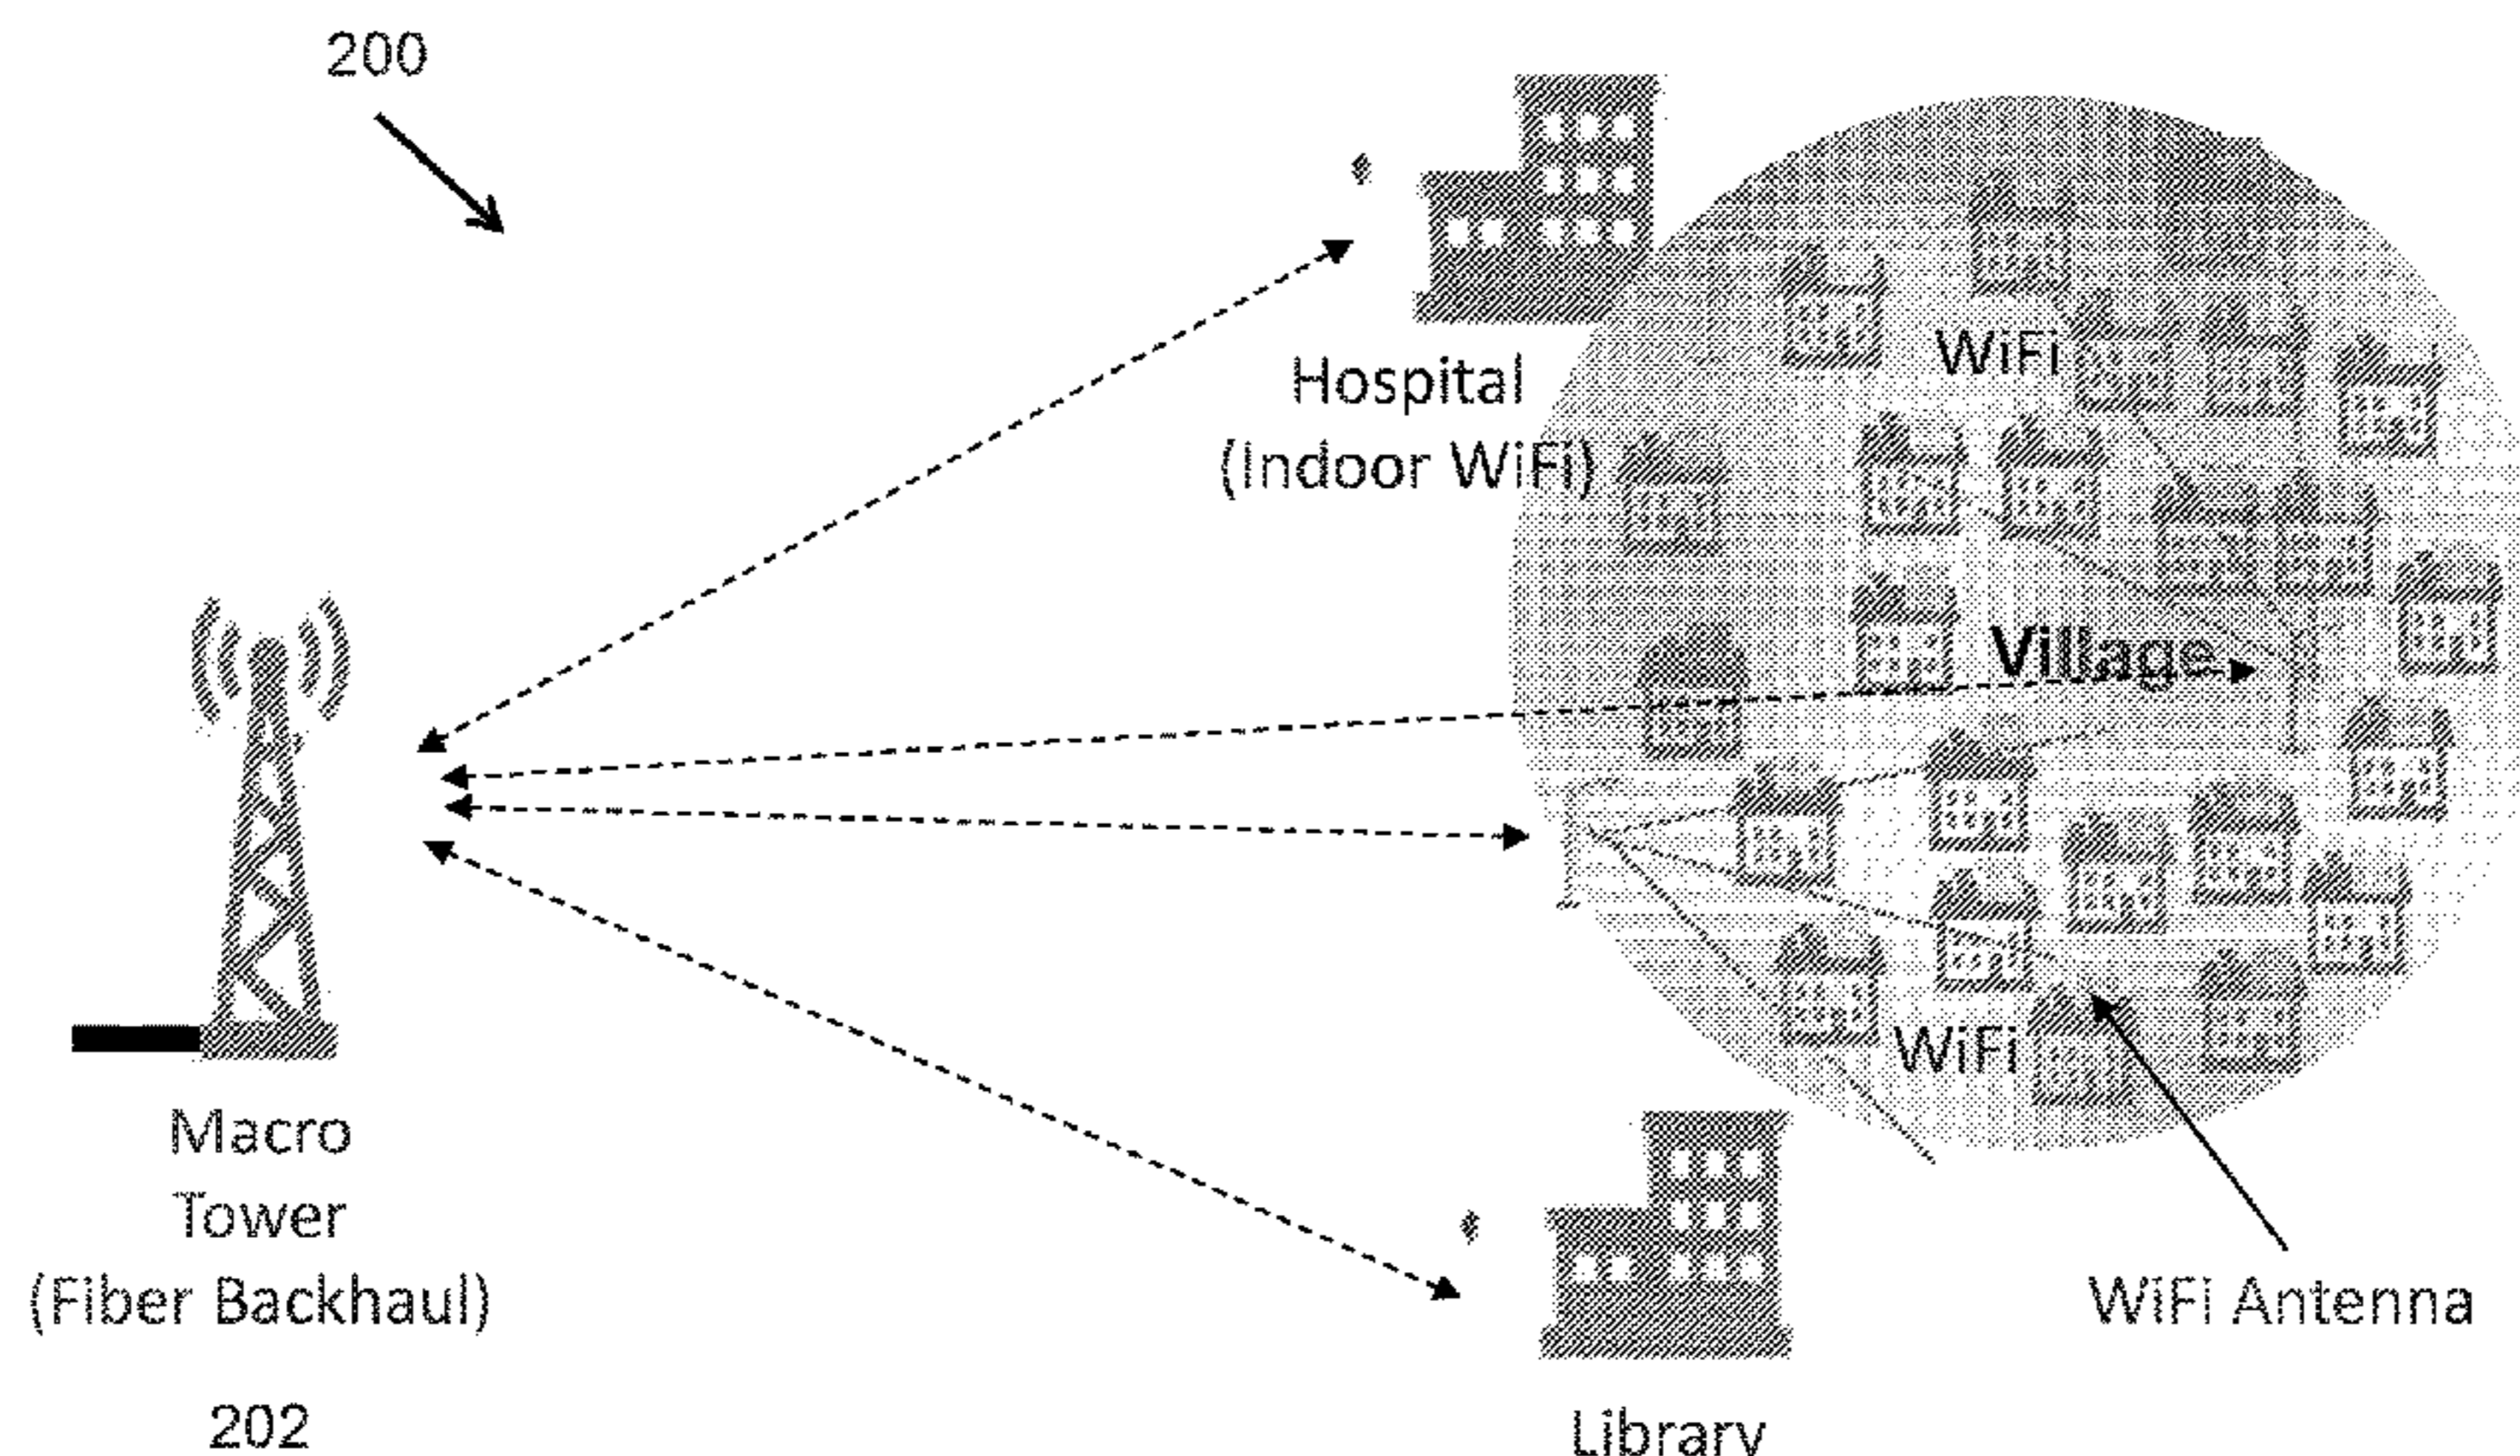 200
Hospital
(Indoor WiFi)
WiFi
Village
Macro
Tower
(Fiber Backhaul)
202
WiFi
WiFi Antenna
Library